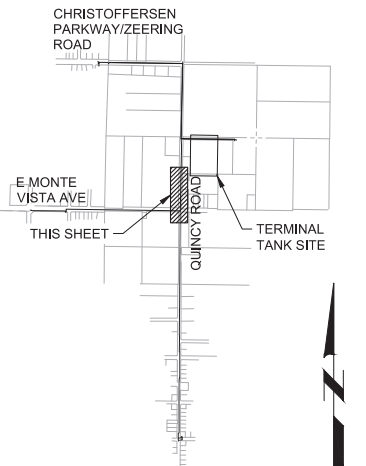 CHRISTOFFERSEN
PARKWAY/ZEERING
ROAD
E MONTE
VISTA AVE
THIS SHEET
QUINCY ROAD
TERMINAL
TANK SITE
N